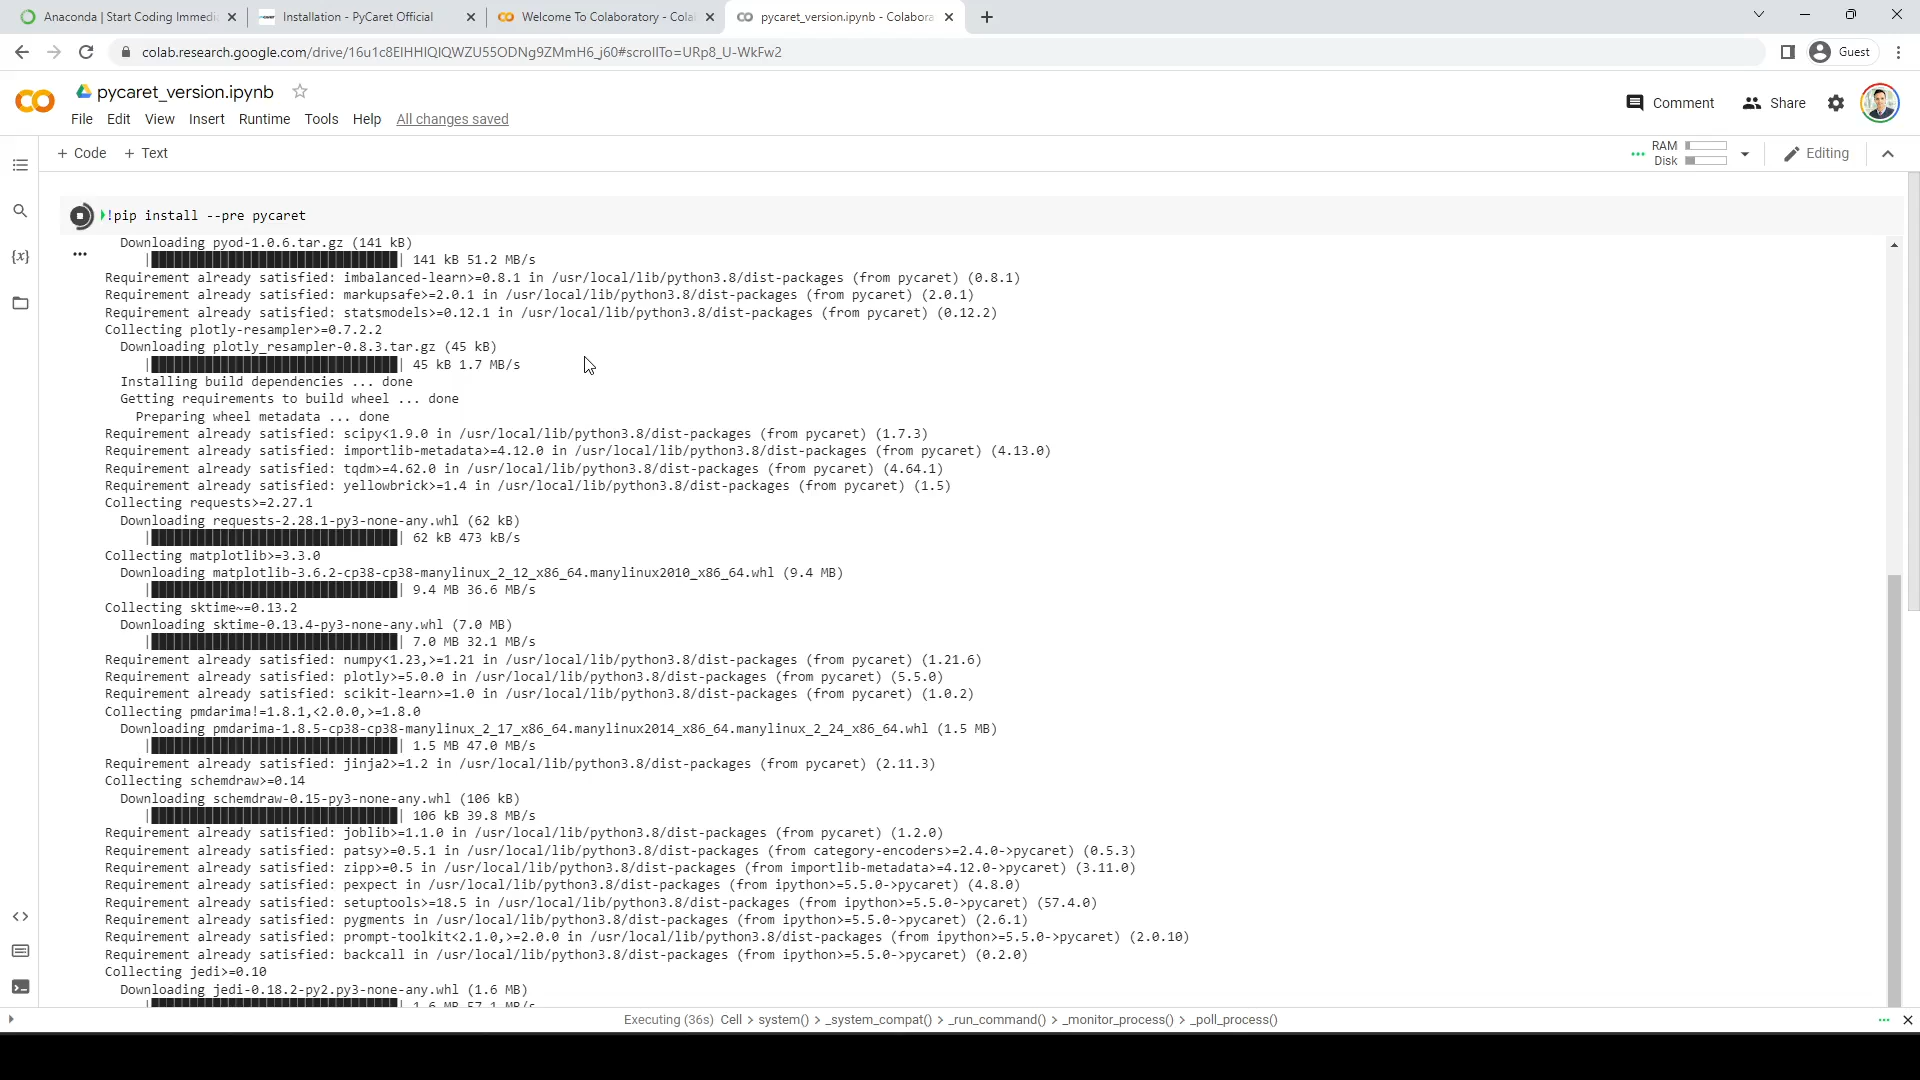 Anaconda | Start Coding Immedi
Installation - PyCaret Official
Welcome To Colaboratory - Cola
pycaret_version.ipynb - Colabora
colab.research.google.com/drive/16u1c8EIHHIQIQWZU55ODNg9ZMmH6_j60#scrollTo=URp8_U-WkFw2
Guest
pycaret_version.ipynb
Comment
Share
File Edit View Insert Runtime Tools Help All changes saved
+ Code + Text
RAM
Disk
Editing
!pip install --pre pycaret
Downloading pyod-1.0.6.tar.gz (141 kB)
141 kB 51.2 MB/s
Requirement already satisfied: imbalanced-learn>=0.8.1 in /usr/local/lib/python3.8/dist-packages (from pycaret) (0.8.1)
Requirement already satisfied: markupsafe>=2.0.1 in /usr/local/lib/python3.8/dist-packages (from pycaret) (2.0.1)
Requirement already satisfied: statsmodels>=0.12.1 in /usr/local/lib/python3.8/dist-packages (from pycaret) (0.12.2)
Collecting plotly-resampler>=0.7.2.2
Downloading plotly_resampler-0.8.3.tar.gz (45 kB)
45 kB 1.7 MB/s
Installing build dependencies ... done
Getting requirements to build wheel ... done
Preparing wheel metadata ... done
Requirement already satisfied: scipy<1.9.0 in /usr/local/lib/python3.8/dist-packages (from pycaret) (1.7.3)
Requirement already satisfied: importlib-metadata>=4.12.0 in /usr/local/lib/python3.8/dist-packages (from pycaret) (4.13.0)
Requirement already satisfied: tqdm>=4.62.0 in /usr/local/lib/python3.8/dist-packages (from pycaret) (4.64.1)
Requirement already satisfied: yellowbrick>=1.4 in /usr/local/lib/python3.8/dist-packages (from pycaret) (1.5)
Collecting requests>=2.27.1
Downloading requests-2.28.1-py3-none-any.whl (62 kB)
62 kB 473 kB/s
Collecting matplotlib>=3.3.0
Downloading matplotlib-3.6.2-cp38-cp38-manylinux_2_12_x86_64.manylinux2010_x86_64.whl (9.4 MB)
9.4 MB 36.6 MB/s
Collecting sktime~=0.13.2
Downloading sktime-0.13.4-py3-none-any.whl (7.0 MB)
7.0 MB 32.1 MB/s
Requirement already satisfied: numpy<1.23,>=1.21 in /usr/local/lib/python3.8/dist-packages (from pycaret) (1.21.6)
Requirement already satisfied: plotly>=5.0.0 in /usr/local/lib/python3.8/dist-packages (from pycaret) (5.5.0)
Requirement already satisfied: scikit-learn>=1.0 in /usr/local/lib/python3.8/dist-packages (from pycaret) (1.0.2)
Collecting pmdarima!=1.8.1,<2.0.0,>=1.8.0
Downloading pmdarima-1.8.5-cp38-cp38-manylinux_2_17_x86_64.manylinux2014_x86_64.manylinux_2_24_x86_64.whl (1.5 MB)
1.5 MB 47.0 MB/s
Requirement already satisfied: jinja2>=1.2 in /usr/local/lib/python3.8/dist-packages (from pycaret) (2.11.3)
Collecting schemdraw>=0.14
Downloading schemdraw-0.15-py3-none-any.whl (106 kB)
106 kB 39.8 MB/s
Requirement already satisfied: joblib>=1.1.0 in /usr/local/lib/python3.8/dist-packages (from pycaret) (1.2.0)
Requirement already satisfied: patsy>=0.5.1 in /usr/local/lib/python3.8/dist-packages (from category-encoders>=2.4.0->pycaret) (0.5.3)
Requirement already satisfied: zipp>=0.5 in /usr/local/lib/python3.8/dist-packages (from importlib-metadata>=4.12.0->pycaret) (3.11.0)
Requirement already satisfied: pexpect in /usr/local/lib/python3.8/dist-packages (from ipython>=5.5.0->pycaret) (4.8.0)
Requirement already satisfied: setuptools>=18.5 in /usr/local/lib/python3.8/dist-packages (from ipython>=5.5.0->pycaret) (57.4.0)
Requirement already satisfied: pygments in /usr/local/lib/python3.8/dist-packages (from ipython>=5.5.0->pycaret) (2.6.1)
Requirement already satisfied: prompt-toolkit<2.1.0,>=2.0.0 in /usr/local/lib/python3.8/dist-packages (from ipython>=5.5.0->pycaret) (2.0.10)
Requirement already satisfied: backcall in /usr/local/lib/python3.8/dist-packages (from ipython>=5.5.0->pycaret) (0.2.0)
Collecting jedi>=0.10
Downloading jedi-0.18.2-py2.py3-none-any.whl (1.6 MB)
1.6 MB 57.1 MB/s
Executing (36s) Cell > system() > _system_compat() > _run_command() > _monitor_process() > _poll_process()